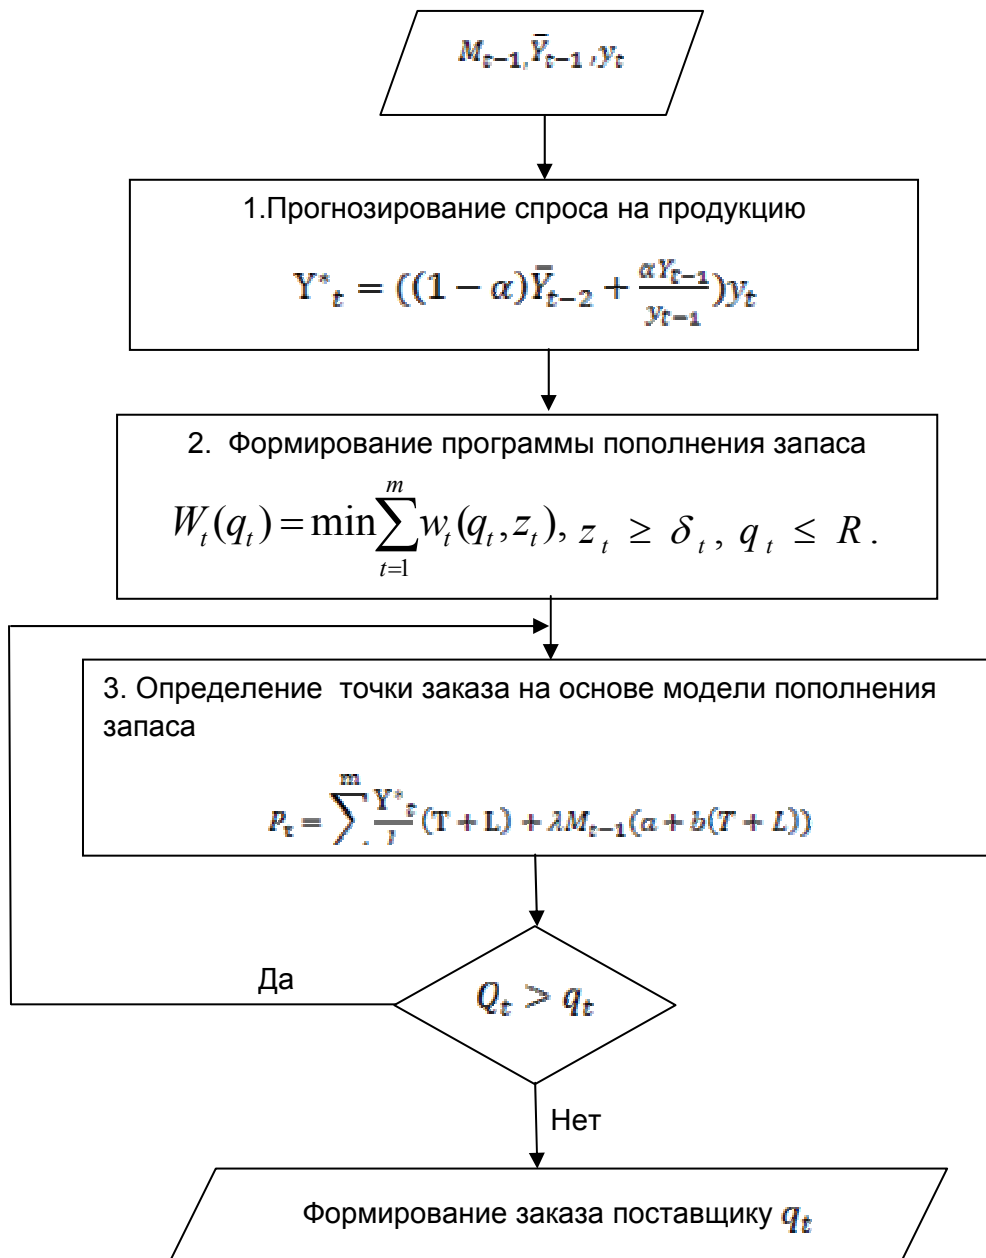 M_{t-1}, Ȳ_{t-1}, y_t
1.Прогнозирование спроса на продукцию
Y*_t = ((1 − α)Ȳ_{t-2} + αY_{t-1}/y_{t-1})y_t
2. Формирование программы пополнения запаса
W_t(q_t) = min∑_{t=1}^{m} w_t(q_t, z_t), z_t ≥ δ_t, q_t ≤ R.
3. Определение точки заказа на основе модели пополнения
запаса
P_t = ∑^{m} Y*_t/l (T + L) + λM_{t-1}(a + b(T + L))
Да
Q_t > q_t
Нет
Формирование заказа поставщику q_t